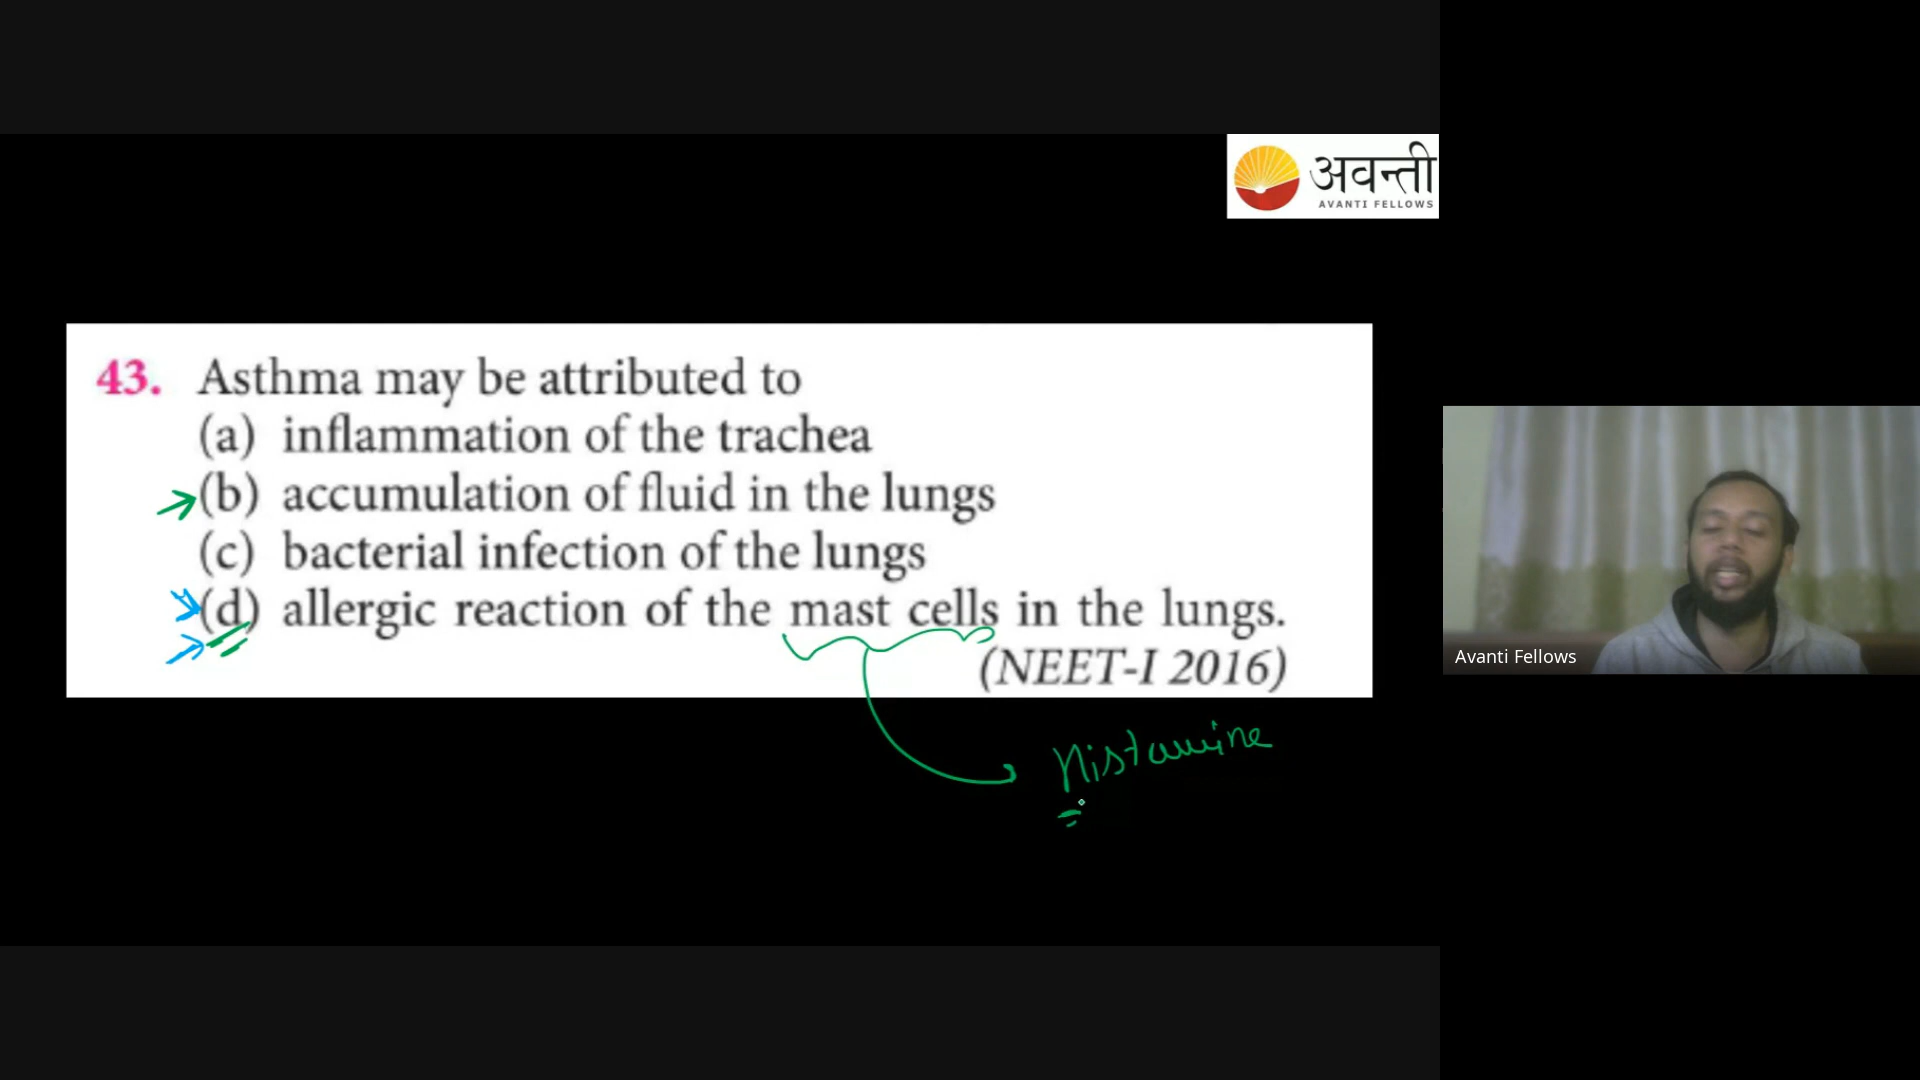 अवन्ती
AVANTI FELLOWS
43. Asthma may be attributed to
(a) inflammation of the trachea
(b) accumulation of fluid in the lungs
(c) bacterial infection of the lungs
(d) allergic reaction of the mast cells in the lungs.
(NEET-I 2016)
Histamine
Avanti Fellows